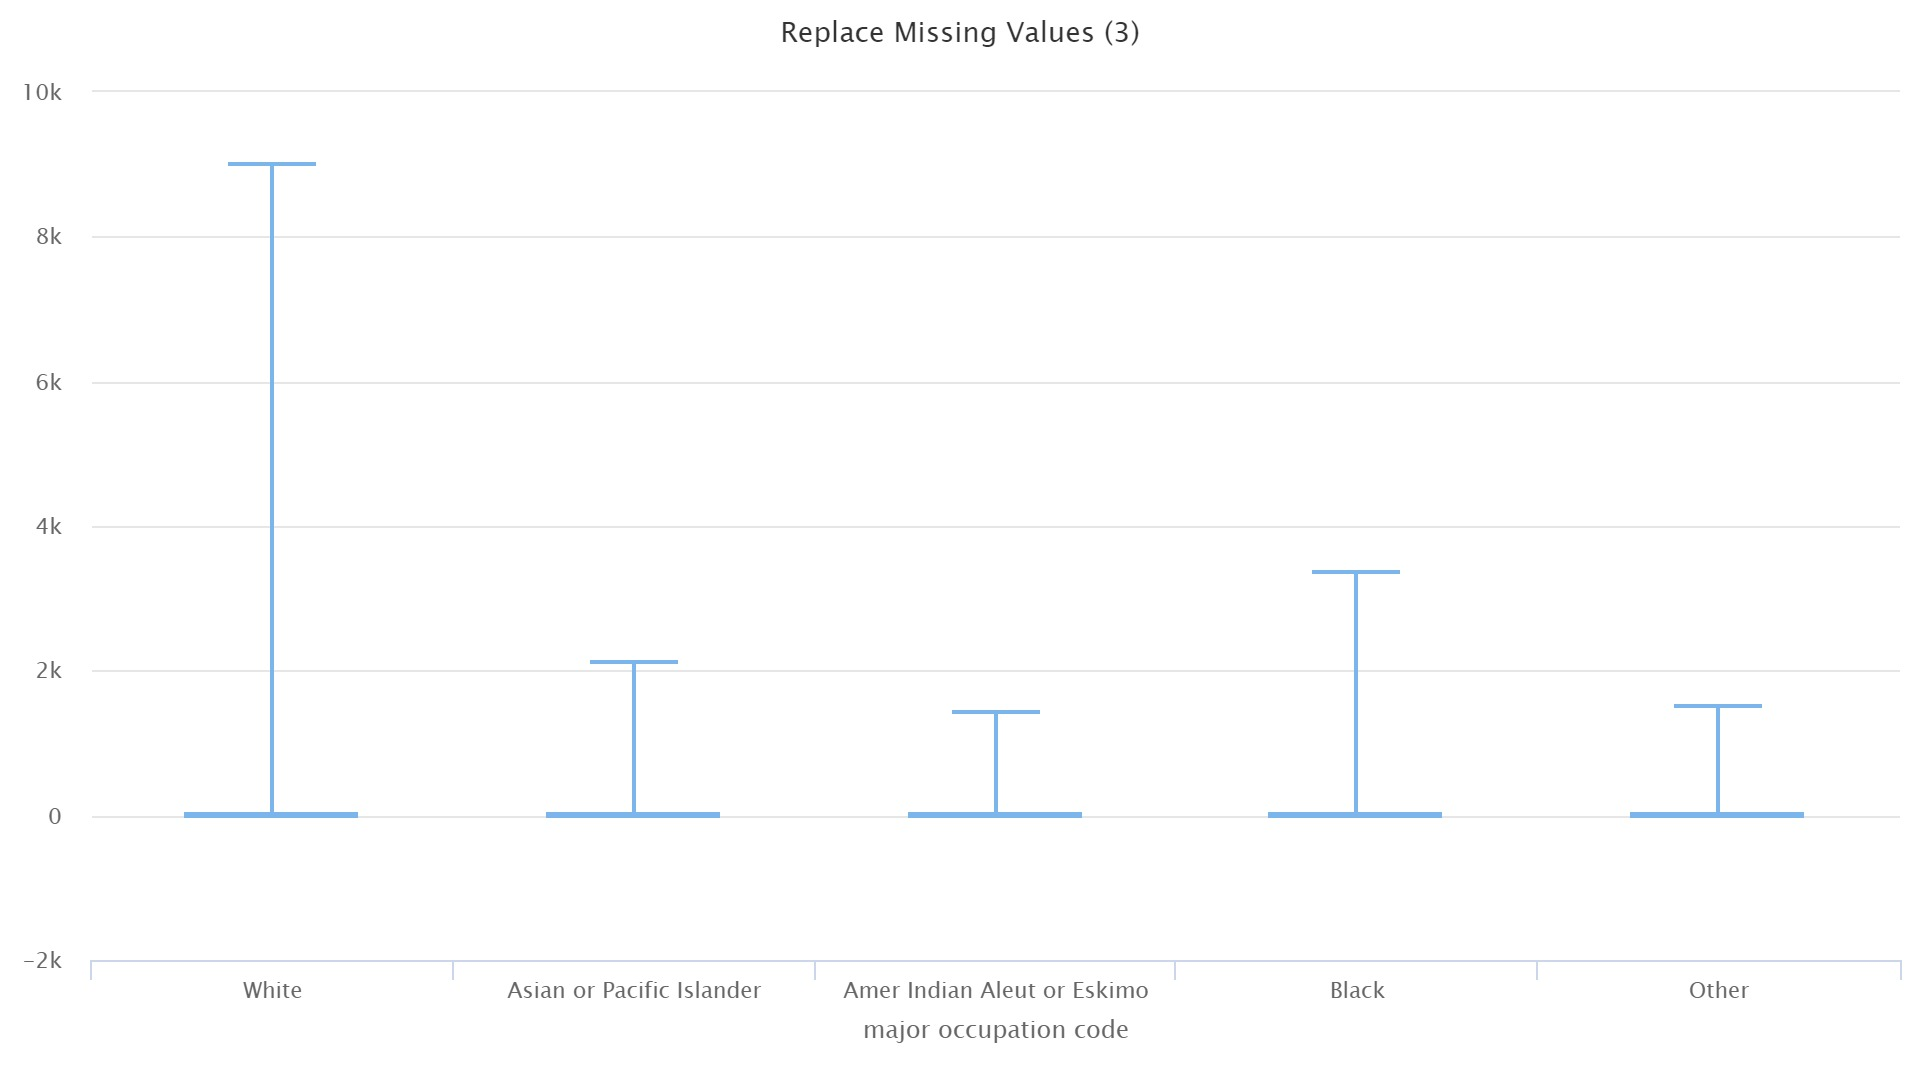 Replace Missing Values (3)
10k
8k
6k
4k
2k
0
-2k
White
Asian or Pacific Islander
Amer Indian Aleut or Eskimo
Black
Other
major occupation code